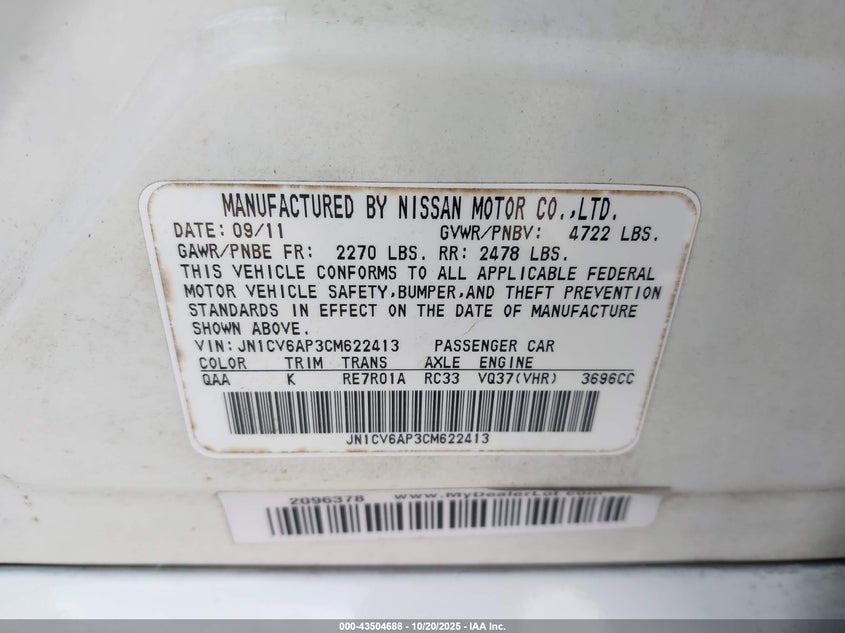 MANUFACTURED BY NISSAN MOTOR CO.,LTD.
DATE: 09/11 GVWR/PNBV: 4722 LBS.
GAWR/PNBE FR: 2270 LBS. RR: 2478 LBS.
THIS VEHICLE CONFORMS TO ALL APPLICABLE FEDERAL
MOTOR VEHICLE SAFETY,BUMPER,AND THEFT PREVENTION
STANDARDS IN EFFECT ON THE DATE OF MANUFACTURE
SHOWN ABOVE.
VIN: JN1CV6AP3CM622413 PASSENGER CAR
COLOR TRIM TRANS AXLE ENGINE
QAA K RE7R01A RC33 VQ37(VHR) 3696CC
JN1CV6AP3CM622413
2096378 www.MyDealerLot.com
000-43504688 - 10/20/2025 - IAA Inc.